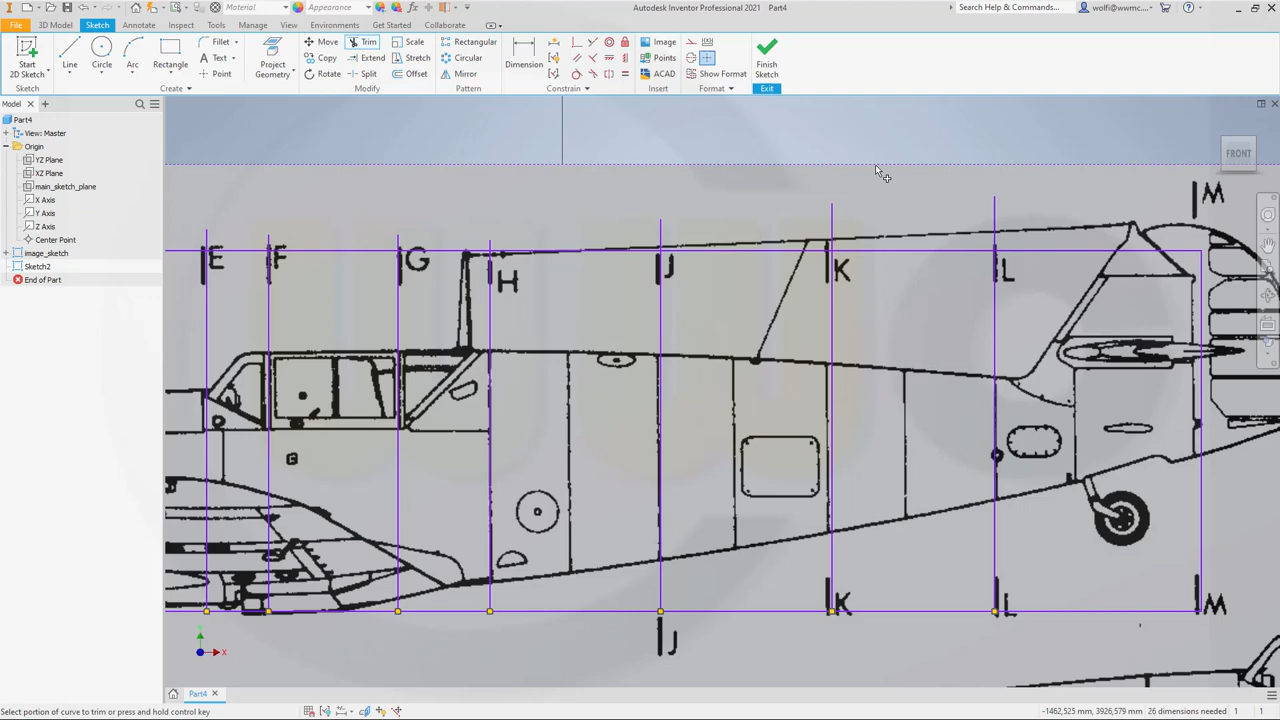 Material
Appearance
Autodesk Inventor Professional 2021 Part4
Search Help & Commands...
wolfi@wwmc....
File
3D Model
Sketch
Annotate
Inspect
Tools
Manage
View
Environments
Get Started
Collaborate
Start
2D Sketch
Line
Circle
Arc
Rectangle
Fillet
Text
Point
Project
Geometry
Move
Copy
Rotate
Trim
Extend
Split
Scale
Stretch
Offset
Rectangular
Circular
Mirror
Dimension
Image
Points
ACAD
Show Format
Finish
Sketch
Sketch
Create
Modify
Pattern
Constrain
Insert
Format
Exit
Model
Part4
View: Master
Origin
YZ Plane
XZ Plane
main_sketch_plane
X Axis
Y Axis
Z Axis
Center Point
image_sketch
Sketch2
End of Part
FRONT
M
E
F
G
H
J
K
L
K
L
M
J
Y
X
Part4
Select portion of curve to trim or press and hold control key
-1462,525 mm, 3926,579 mm
26 dimensions needed
1
1